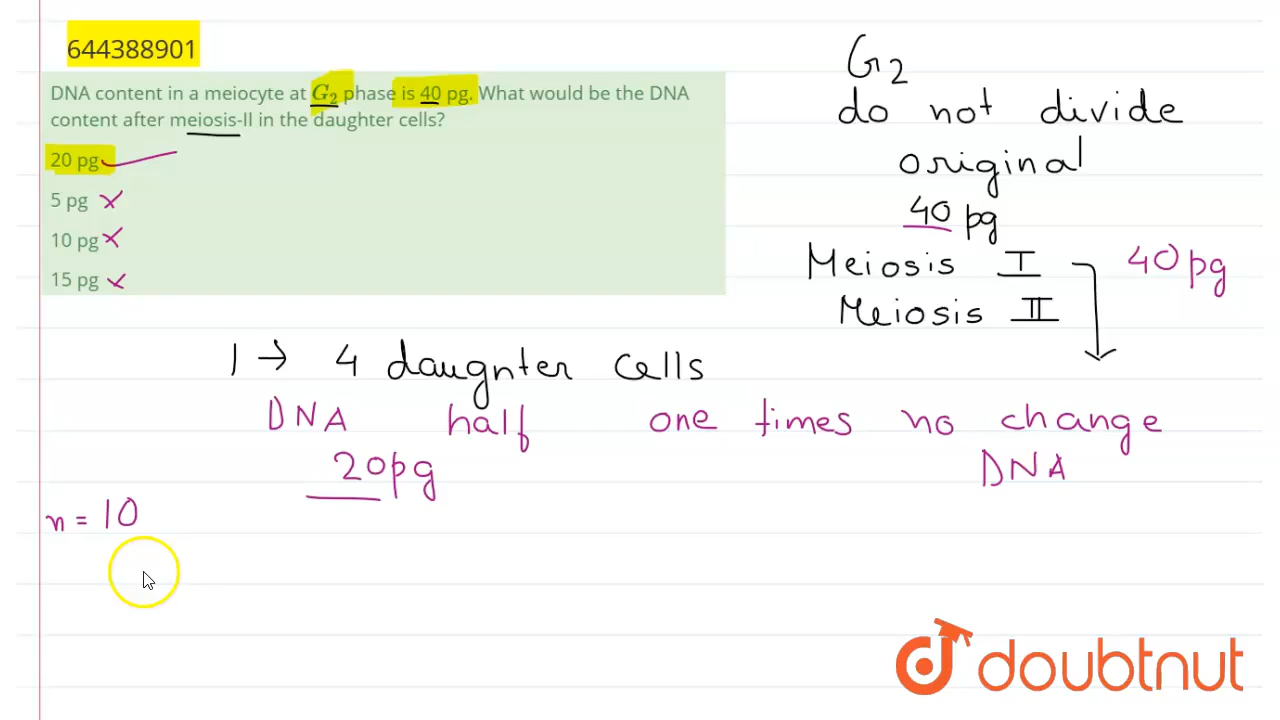 644388901
DNA content in a meiocyte at G₂ phase is 40 pg. What would be the DNA
content after meiosis-II in the daughter cells?
20 pg
5 pg
10 pg
15 pg
G2
do not divide
original
40 pg
Meiosis I 40 pg
Meiosis II
1 → 4 daugnter cells
DNA half one times no change
20pg DNA
n = 10
doubtnut